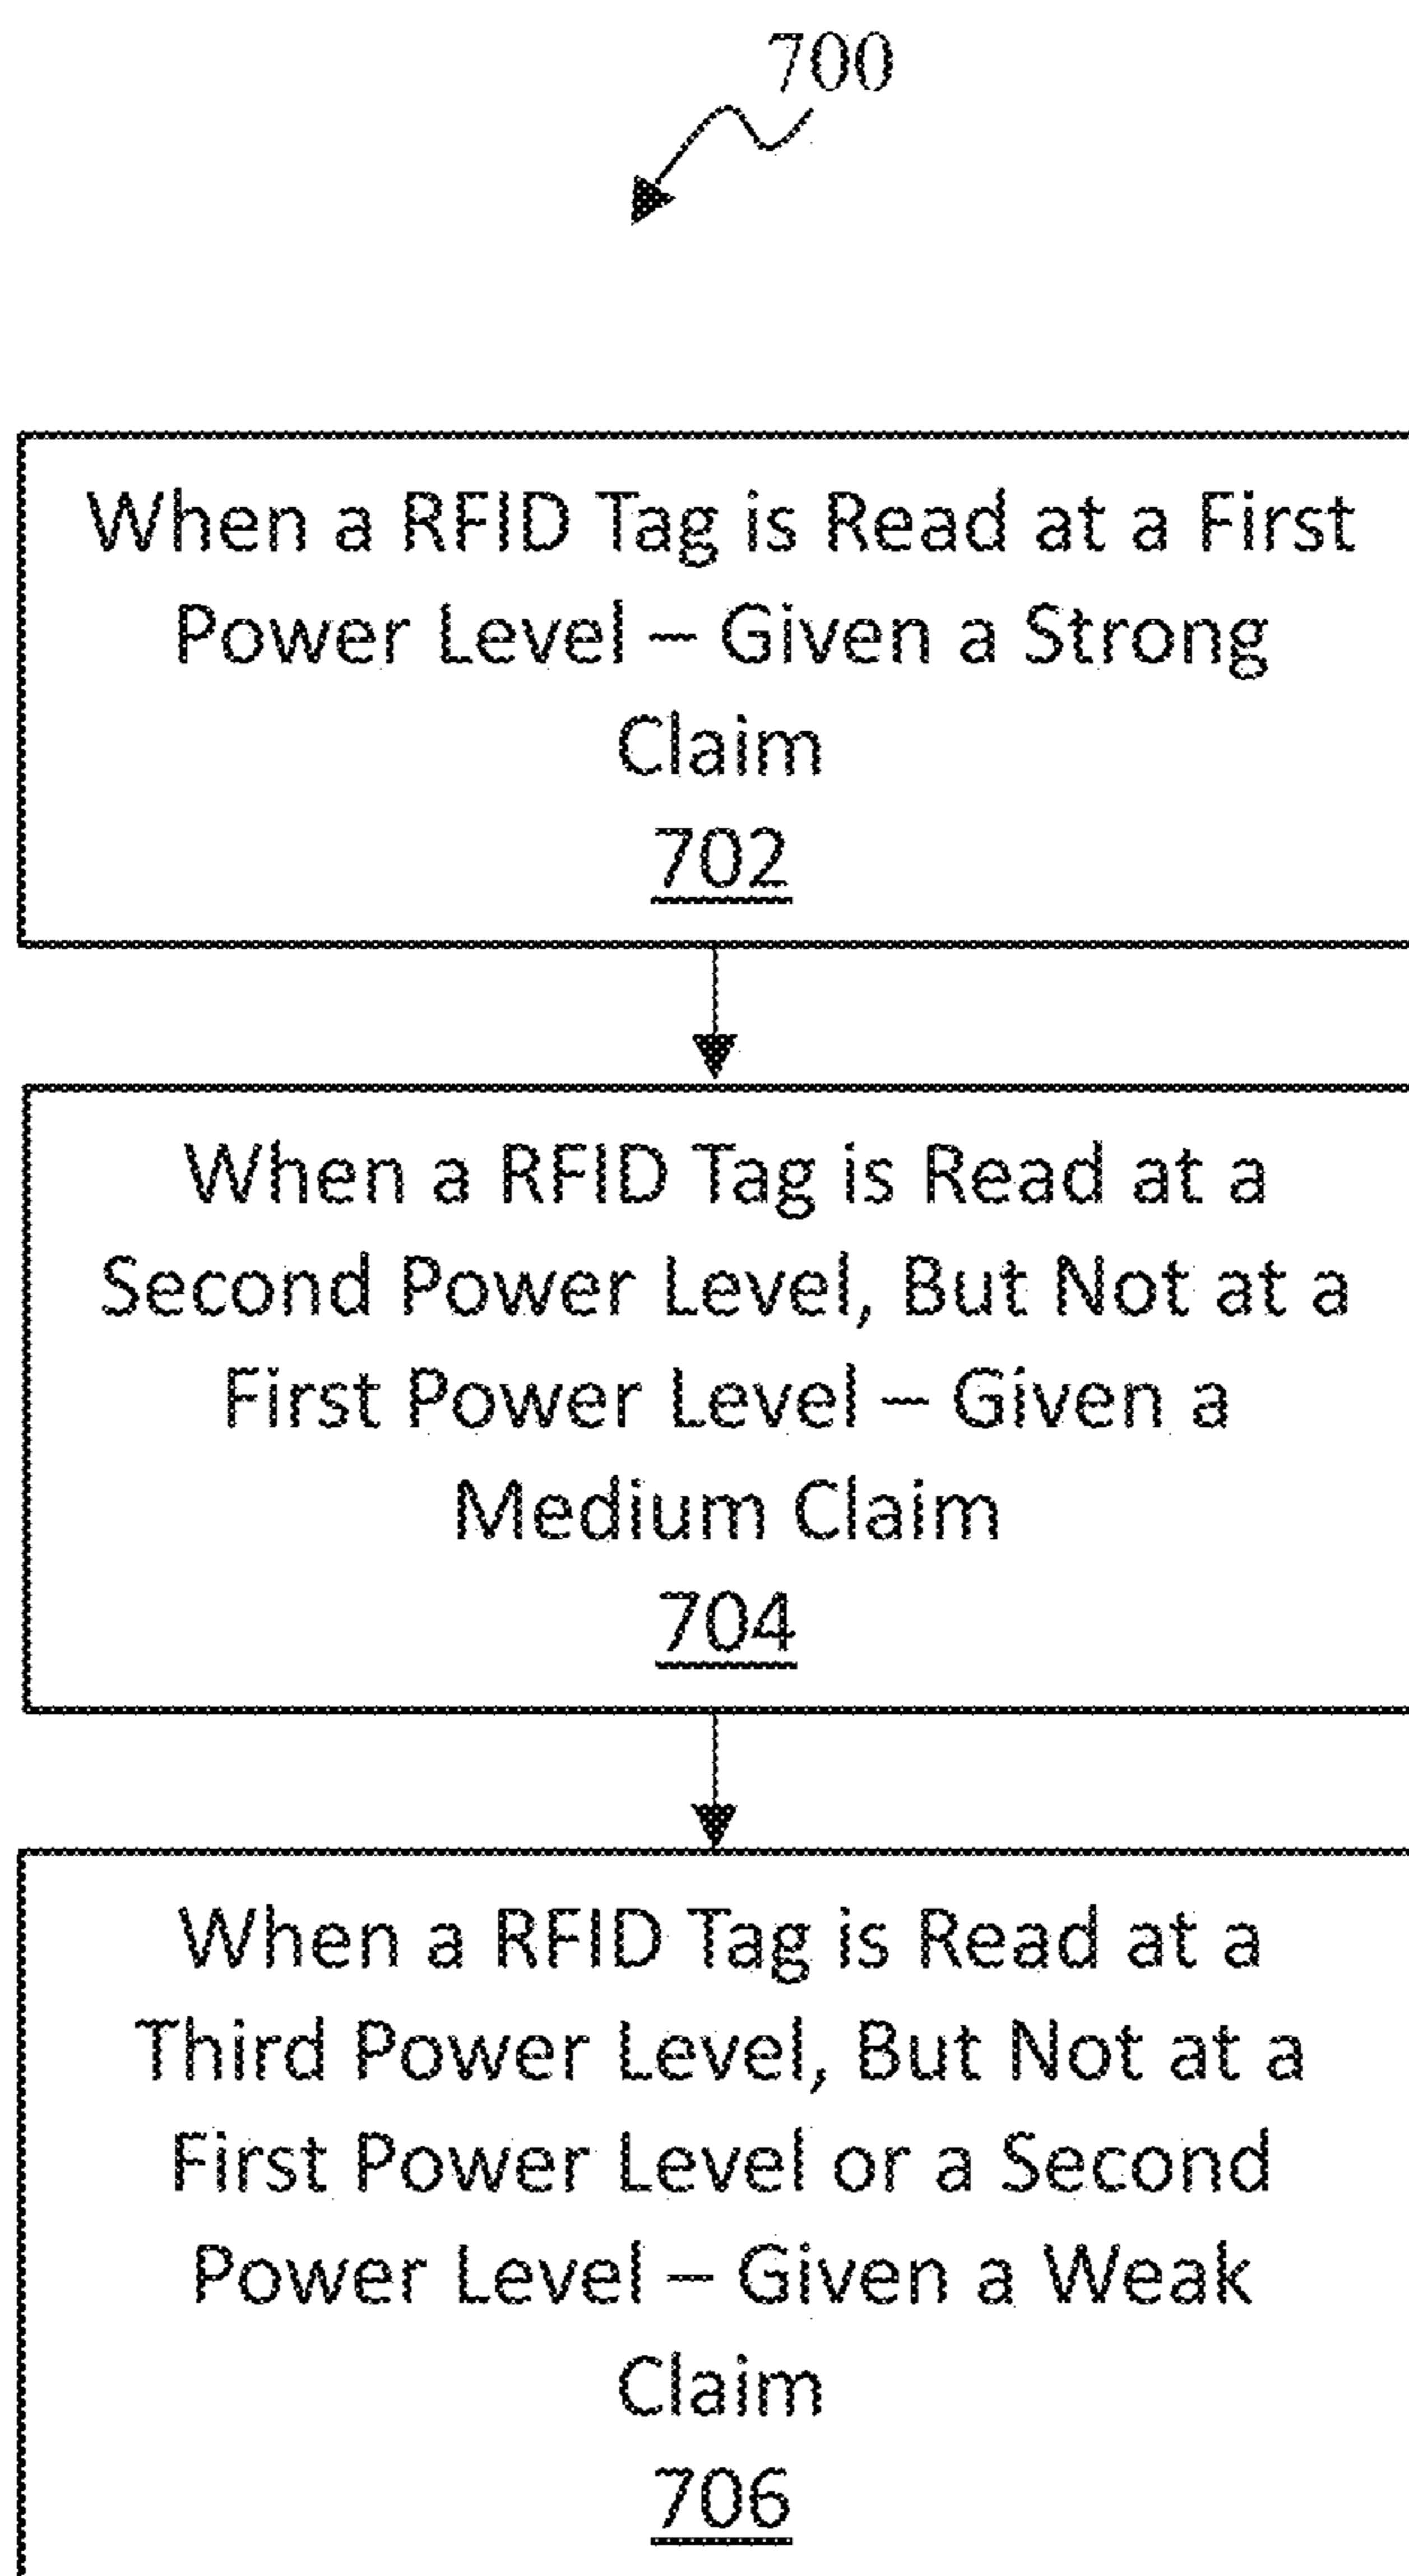 700
When a RFID Tag is Read at a First
Power Level – Given a Strong
Claim
702
When a RFID Tag is Read at a
Second Power Level, But Not at a
First Power Level – Given a
Medium Claim
704
When a RFID Tag is Read at a
Third Power Level, But Not at a
First Power Level or a Second
Power Level – Given a Weak
Claim
706